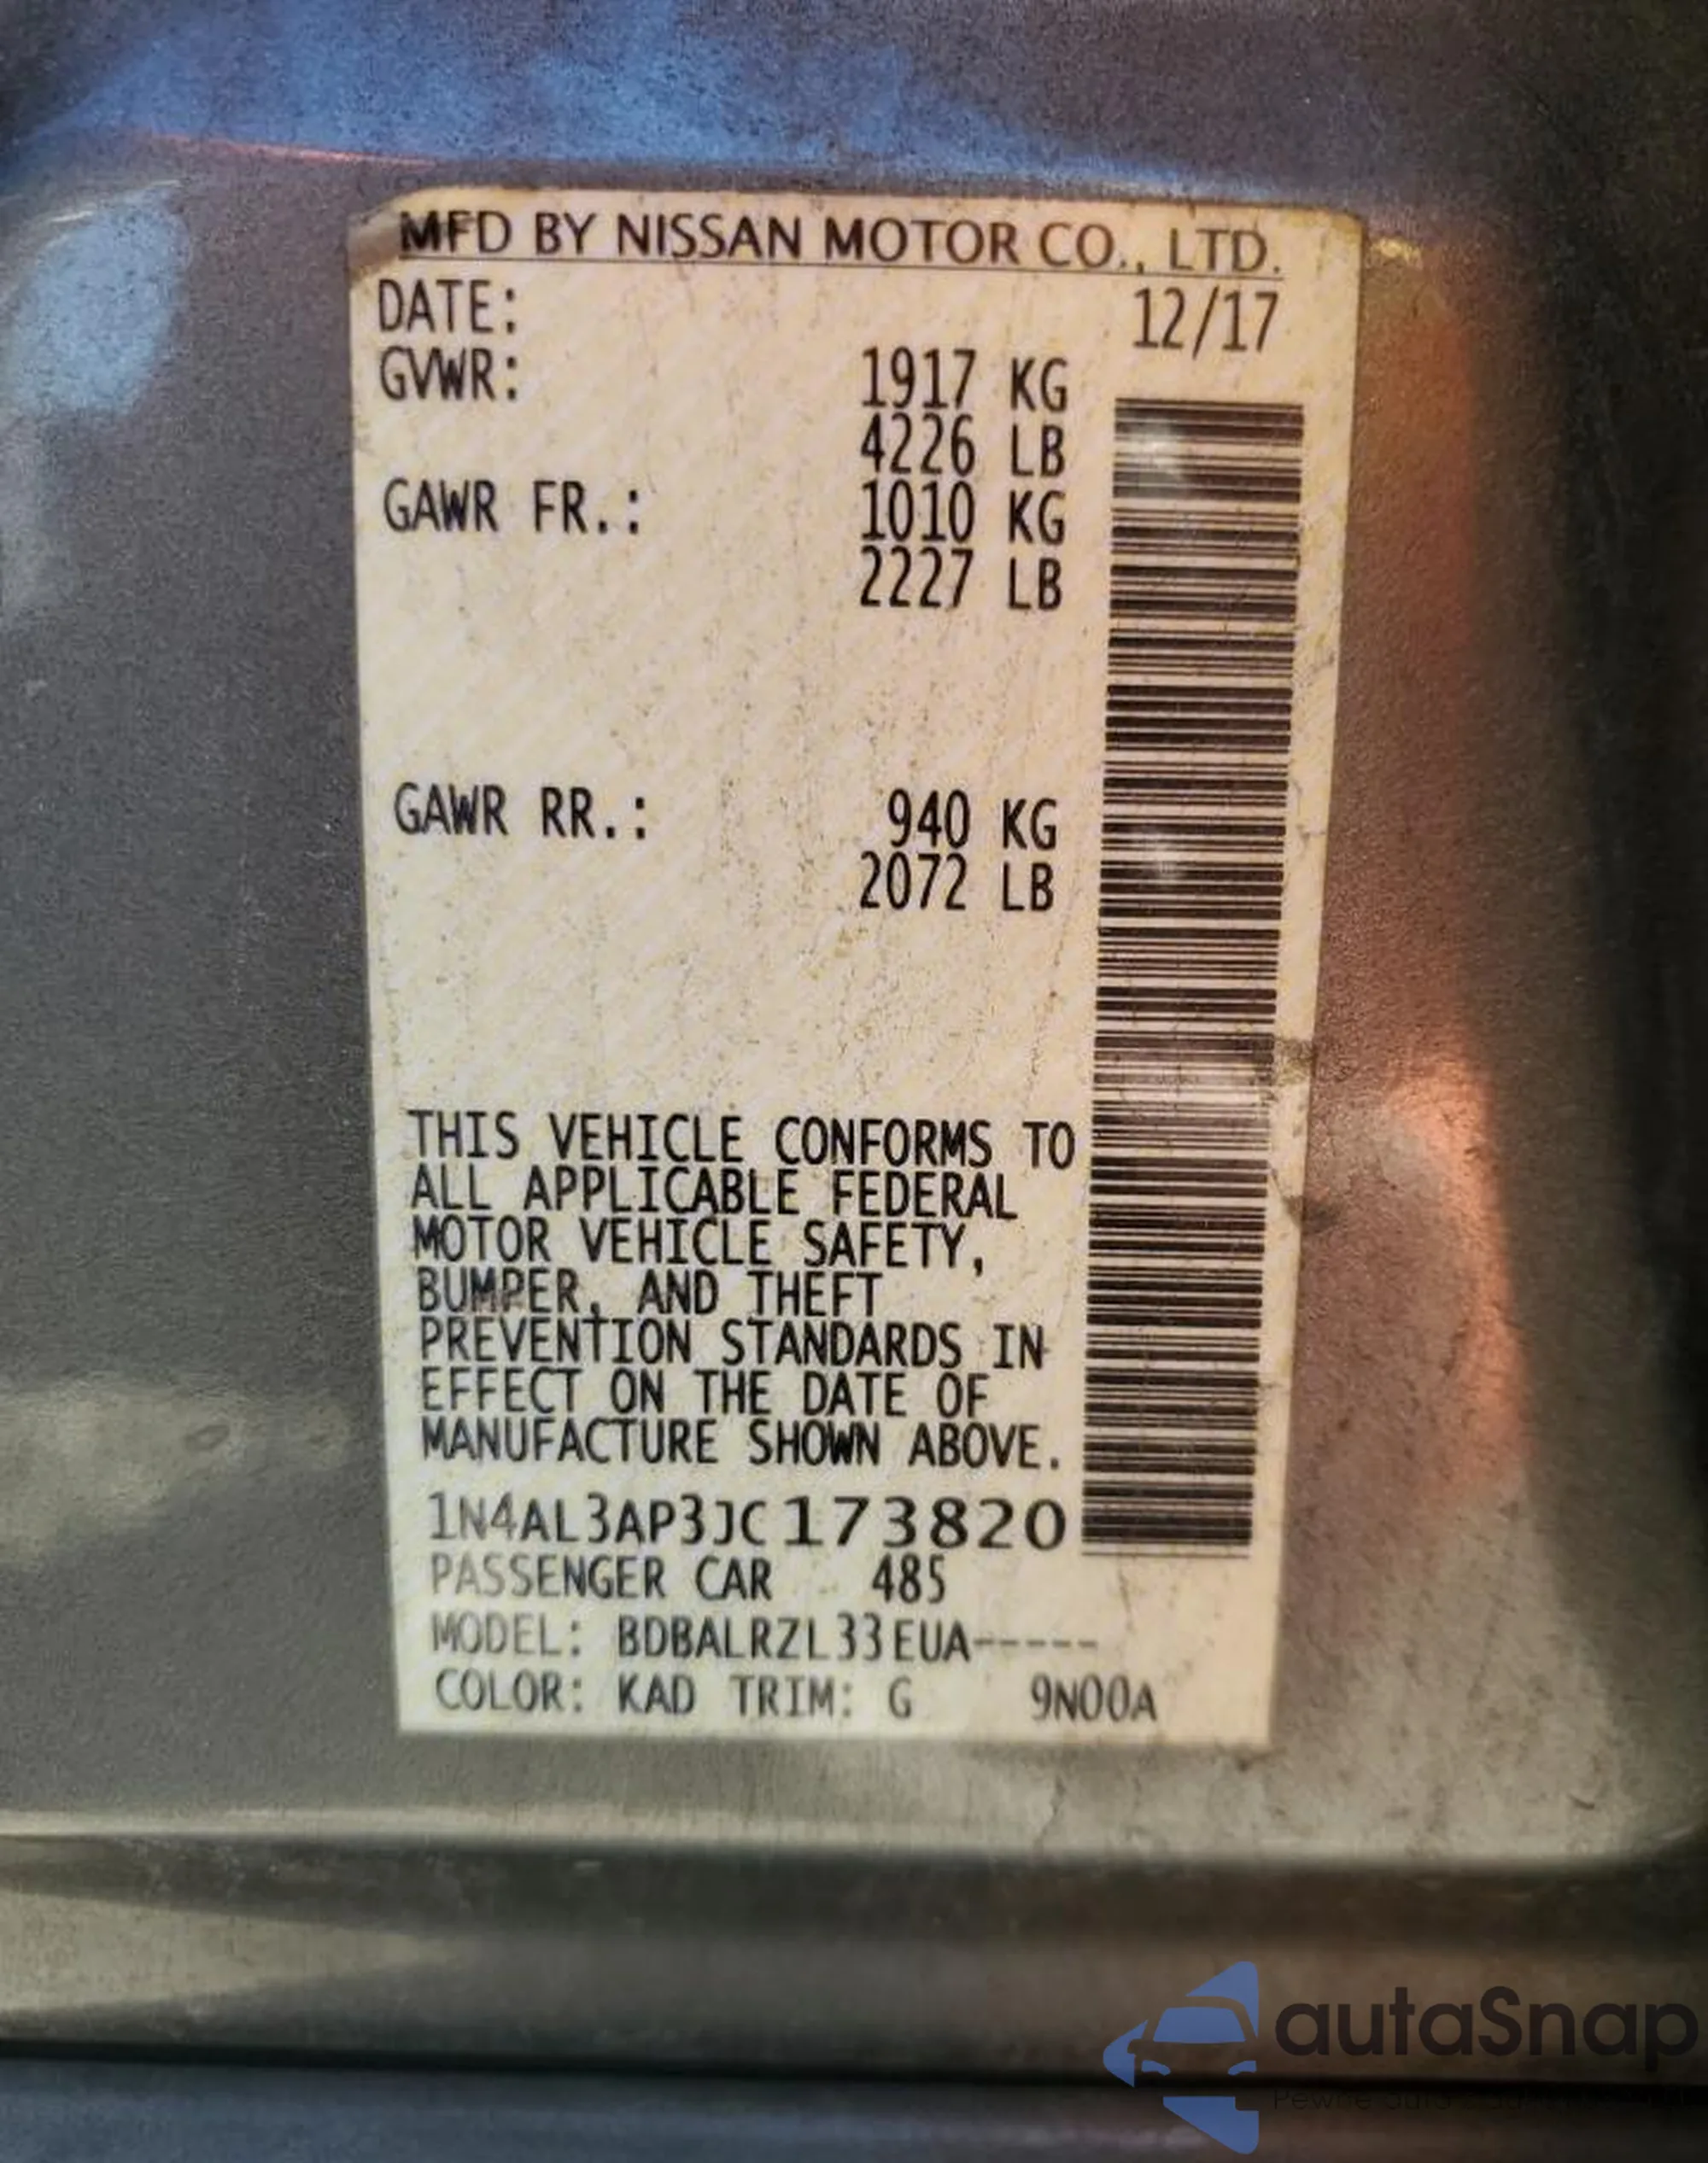 MFD BY NISSAN MOTOR CO., LTD.
DATE: 12/17
GVWR: 1917 KG
4226 LB
GAWR FR.: 1010 KG
2227 LB
GAWR RR.: 940 KG
2072 LB
THIS VEHICLE CONFORMS TO
ALL APPLICABLE FEDERAL
MOTOR VEHICLE SAFETY,
BUMPER, AND THEFT
PREVENTION STANDARDS IN
EFFECT ON THE DATE OF
MANUFACTURE SHOWN ABOVE.
1N4AL3AP3JC173820
PASSENGER CAR 485
MODEL: BDBALRZL33EUA-----
COLOR: KAD TRIM: G 9N00A
autaSnap
Pewne auto